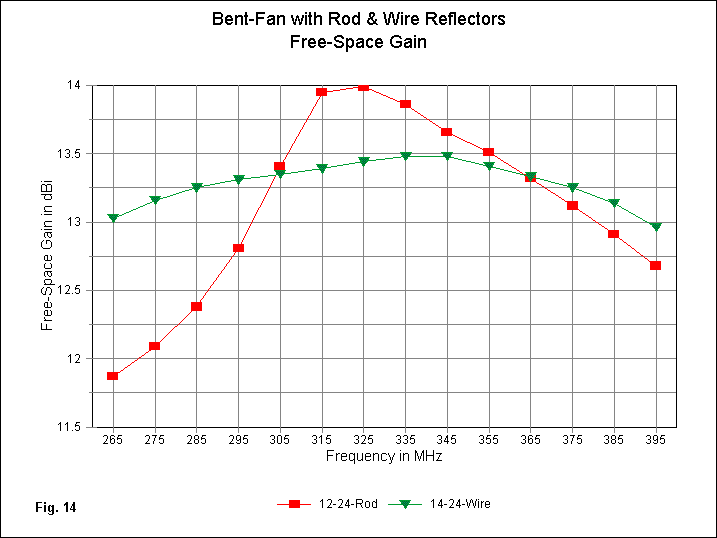 Bent-Fan with Rod & Wire Reflectors
Free-Space Gain
Free-Space Gain in dBi
14
13.5
13
12.5
12
11.5
265 275 285 295 305 315 325 335 345 355 365 375 385 395
Frequency in MHz
Fig. 14
12-24-Rod 14-24-Wire